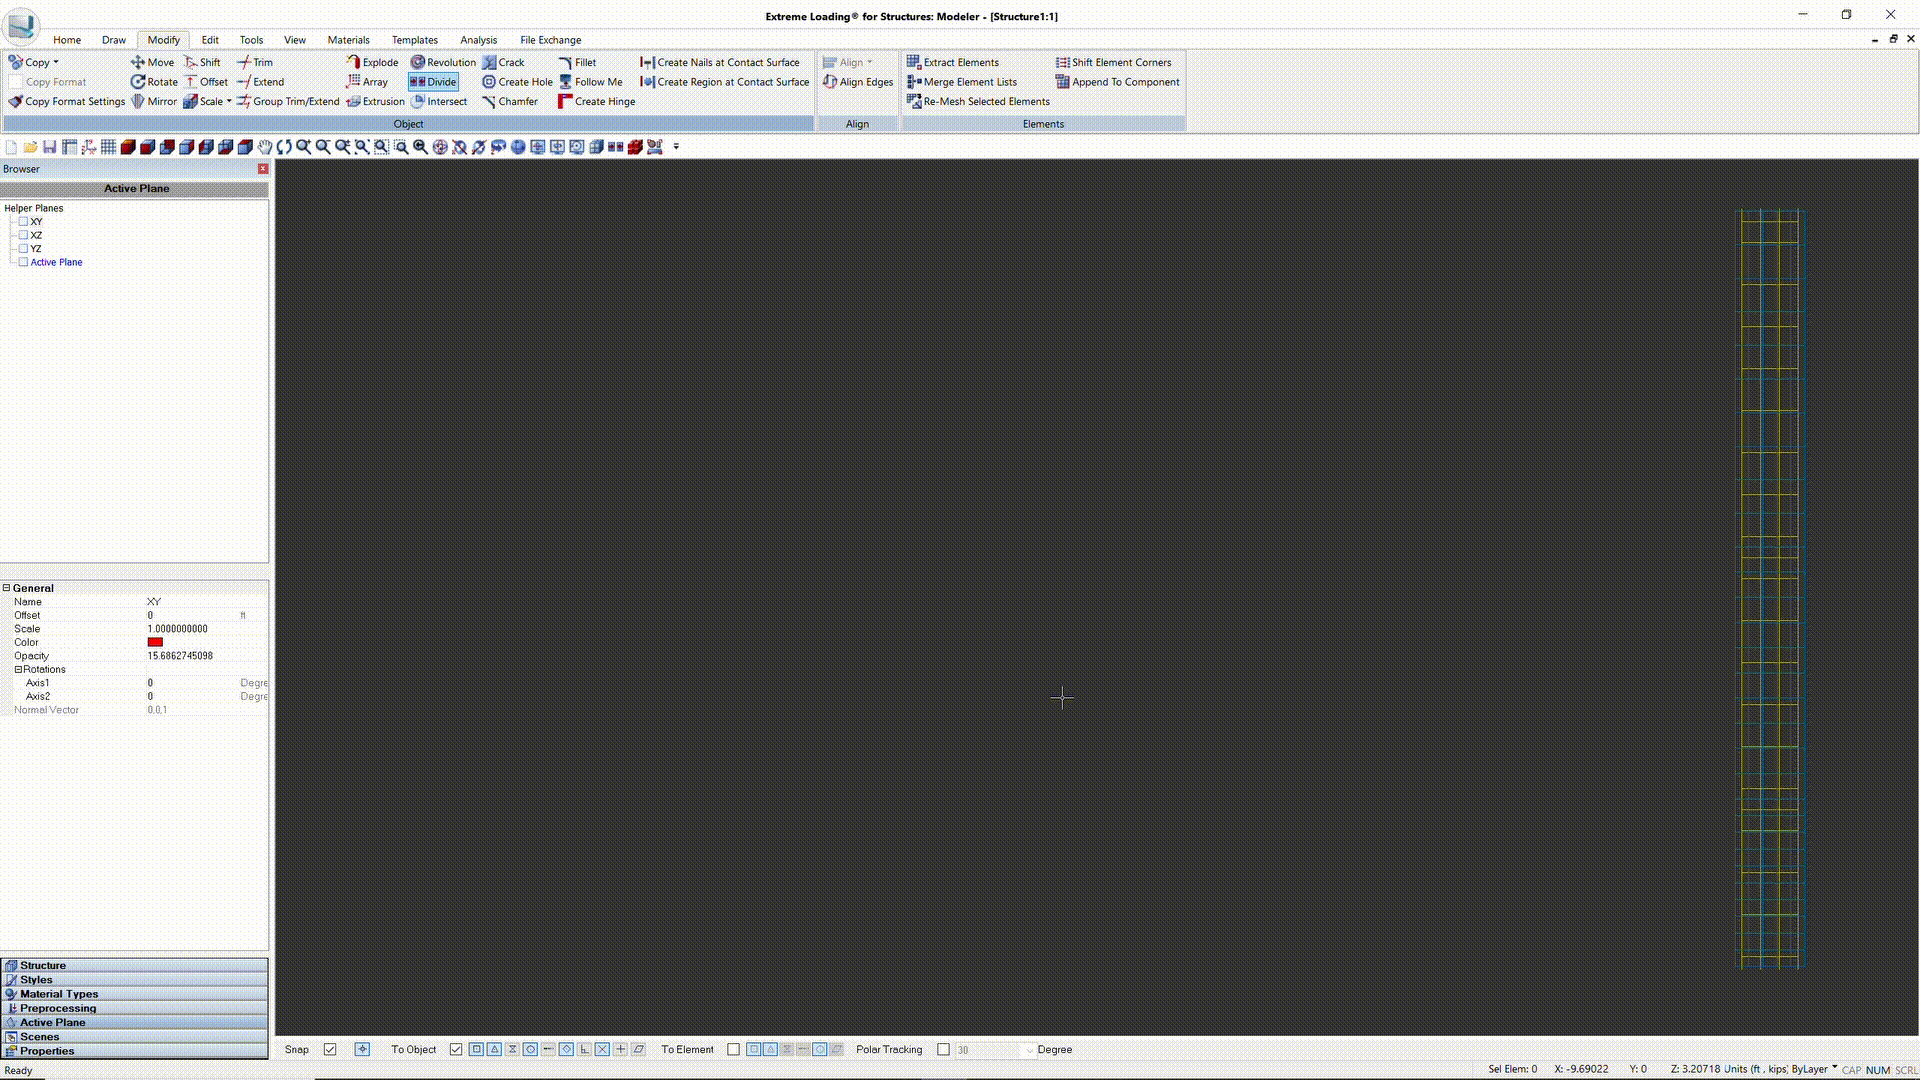 Extreme Loading® for Structures: Modeler - [Structure1:1]
Home Draw Modify Edit Tools View Materials Templates Analysis File Exchange
Copy Move Shift Trim Explode Revolution Crack Fillet Create Nails at Contact Surface Align Extract Elements Shift Element Corners
Copy Format Rotate Offset Extend Array Divide Create Hole Follow Me Create Region at Contact Surface Align Edges Merge Element Lists Append To Component
Copy Format Settings Mirror Scale Group Trim/Extend Extrusion Intersect Chamfer Create Hinge Re-Mesh Selected Elements
Object Align Elements
Browser
Active Plane
Helper Planes
XY
XZ
YZ
Active Plane
General
Name XY
Offset 0 ft
Scale 1.0000000000
Color
Opacity 15.6862745098
Rotations
Axis1 0 Degre
Axis2 0 Degre
Normal Vector 0,0,1
Structure
Styles
Material Types
Preprocessing
Active Plane
Scenes
Properties
Snap To Object To Element Polar Tracking 30 Degree
Ready Sel Elem: 0 X: -9.69022 Y: 0 Z: 3.20718 Units (ft , kips) ByLayer CAP NUM SCRL